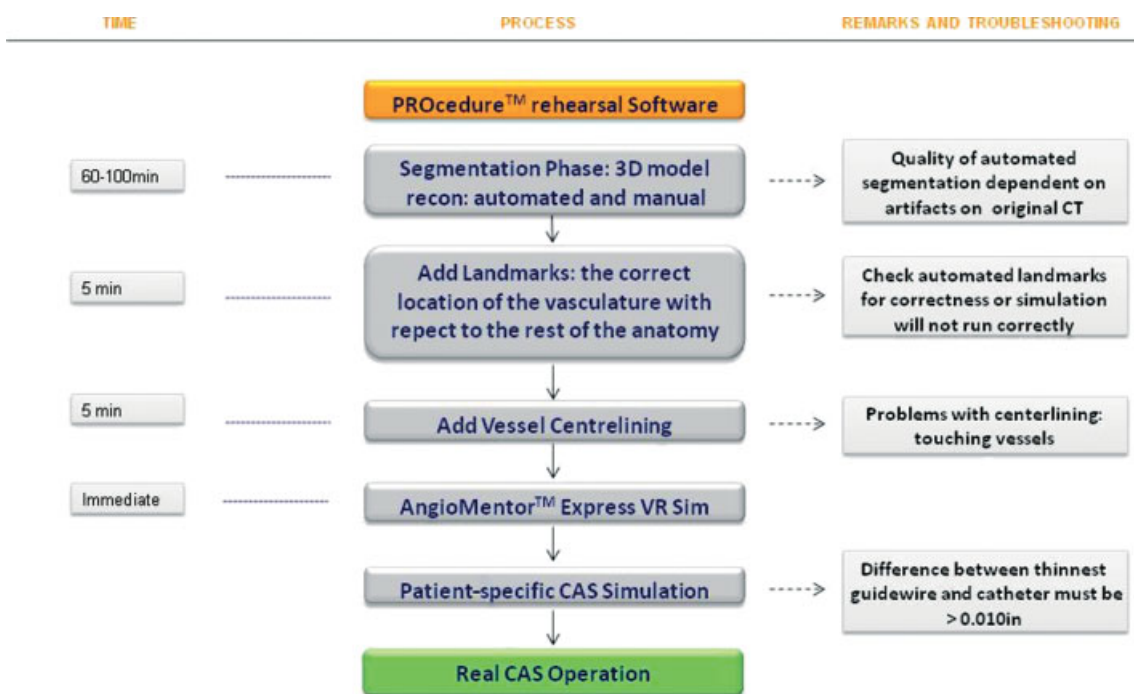 TIME PROCESS REMARKS AND TROUBLESHOOTING
PROcedure™ rehearsal Software
60-100min
Segmentation Phase: 3D model
recon: automated and manual
Quality of automated
segmentation dependent on
artifacts on original CT
5 min
Add Landmarks: the correct
location of the vasculature with
repect to the rest of the anatomy
Check automated landmarks
for correctness or simulation
will not run correctly
5 min
Add Vessel Centrelining
Problems with centerlining:
touching vessels
Immediate
AngioMentor™ Express VR Sim
Patient-specific CAS Simulation
Difference between thinnest
guidewire and catheter must be
> 0.010in
Real CAS Operation